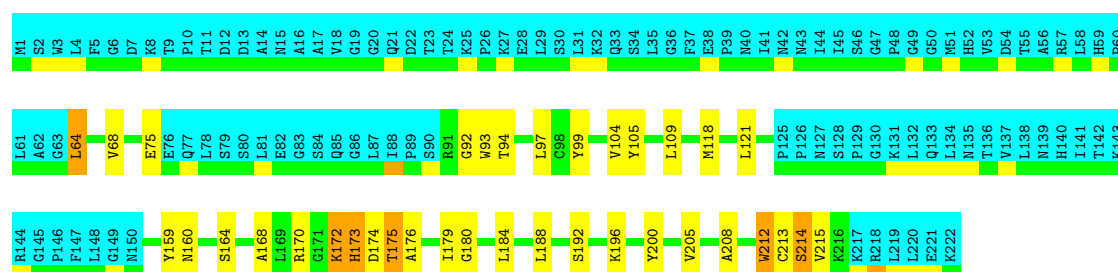 M1 S2 W3 L4 F5 G6 D7 K8 T9 P10 T11 D12 D13 A14 N15 A16 A17 V18 G19 G20 Q21 D22 T23 T24 K25 P26 K27 E28 L29 S30 L31 K32 Q33 S34 L35 G36 F37 E38 P39 N40 I41 N42 N43 I44 I45 S46 G47 P48 G49 G50 M51 H52 V53 D54 T55 A56 R57 L58 H59
L61 A62 G63 L64 V68 E75 E76 Q77 L78 S79 S80 L81 E82 G83 S84 Q85 G86 L87 I88 P89 S90 R91 G92 W93 T94 L97 C98 Y99 V104 Y105 L109 M118 L121 P125 P126 N127 S128 P129 G130 K131 L132 Q133 L134 N135 T136 V137 L138 N139 H140 I141 T142
R144 G145 P146 F147 L148 G149 N150 Y159 N160 S164 A168 L169 R170 G171 K172 H173 D174 T175 A176 I179 G180 L184 L188 S192 K196 Y200 V205 A208 W212 C213 S214 V215 K216 K217 R218 L219 L220 E221 K222